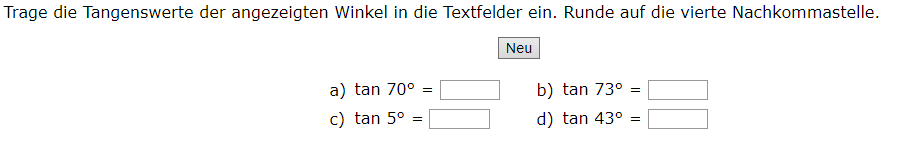 Trage die Tangenswerte der angezeigten Winkel in die Textfelder ein. Runde auf die vierte Nachkommastelle.
Neu
a) tan 70° = b) tan 73° =
c) tan 5° = d) tan 43° =